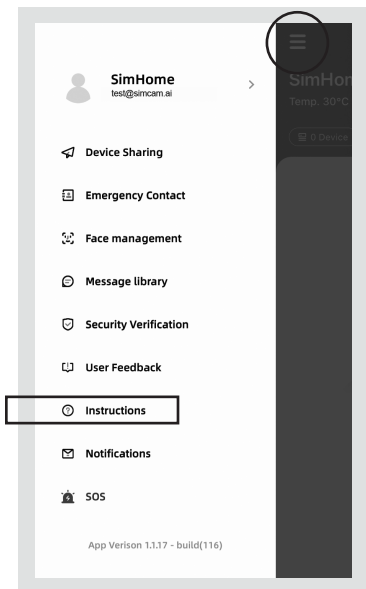 SimHome
test@simcam.ai
Device Sharing
Emergency Contact
Face management
Message library
Security Verification
User Feedback
Instructions
Notifications
SOS
App Verison 1.1.17 - build(116)
SimHon
Temp. 30°C
0 Device